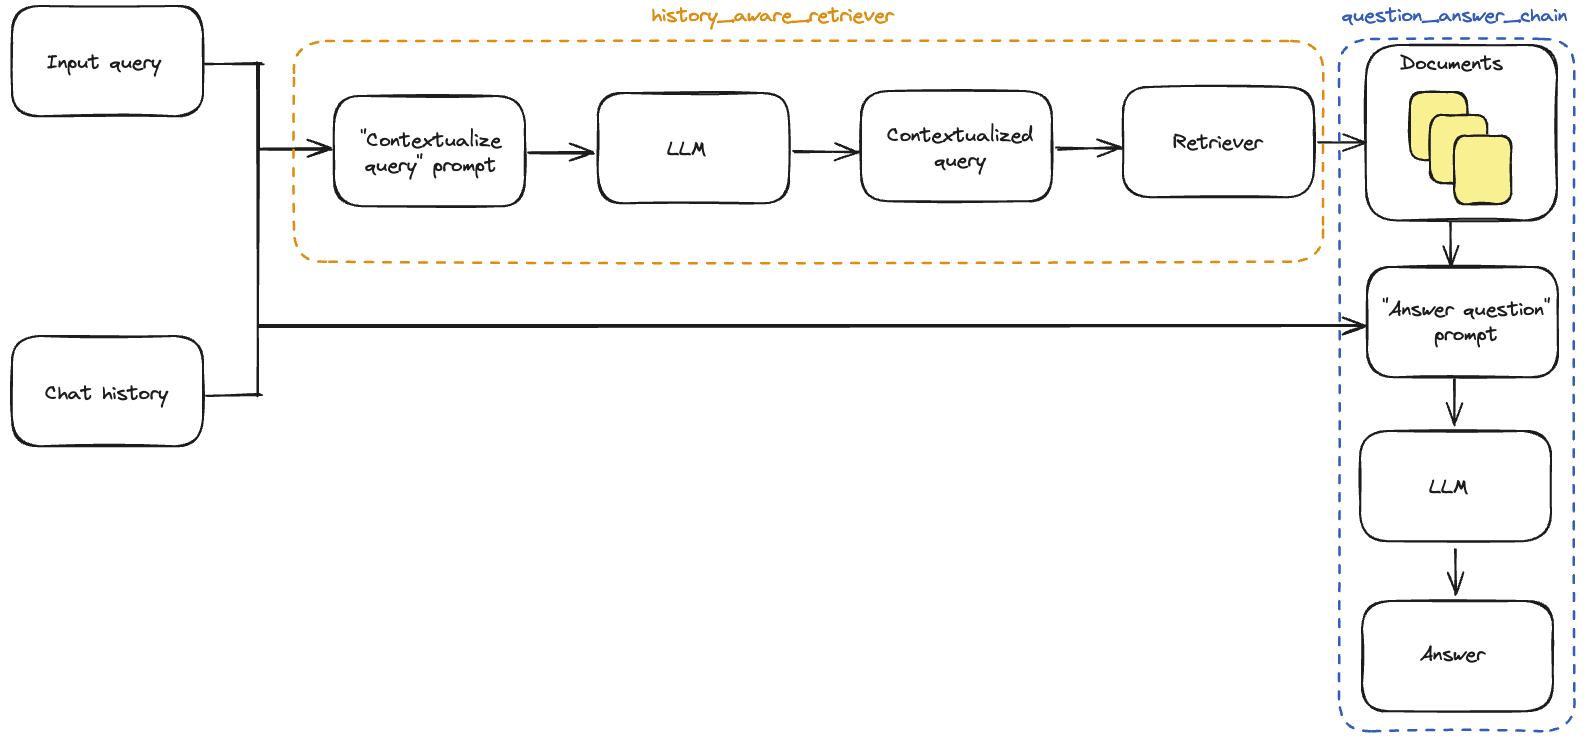 history_aware_retriever
question_answer_chain
Input query
"Contextualize
query" prompt
LLM
Contextualized
query
Retriever
Documents
"Answer question"
prompt
Chat history
LLM
Answer